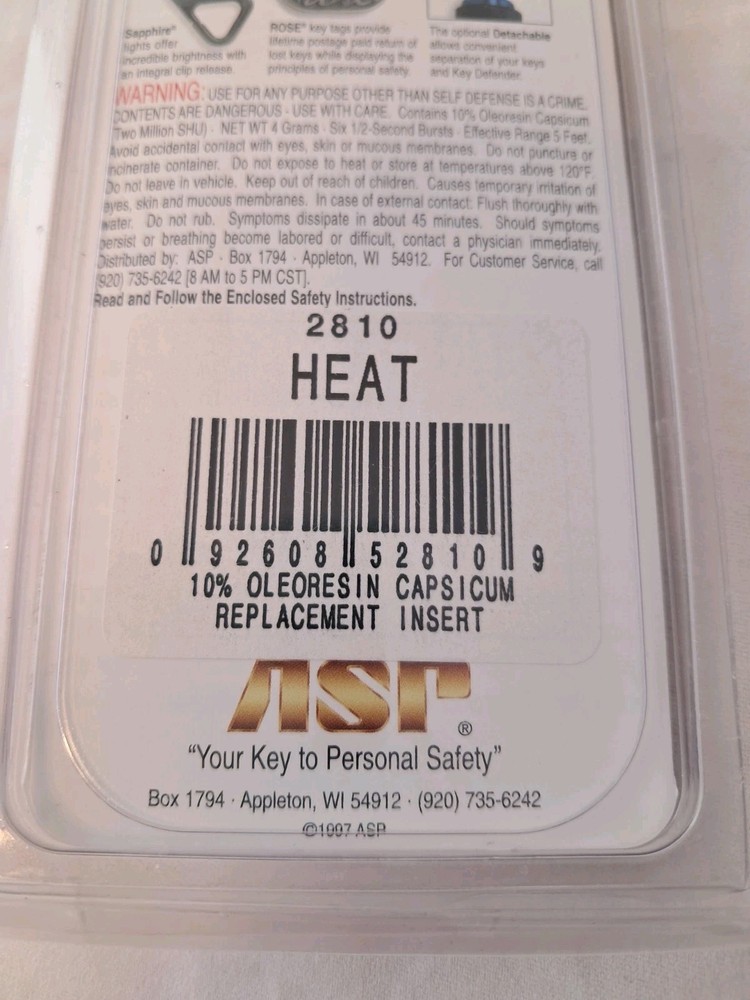 Sapphire®
lights offer
incredible brightness with
an integral clip release.
ROSE® key tags provide
lifetime postage paid return of
lost keys while displaying the
principles of personal safety.
The optional Detachable
allows convenient
separation of your keys
and Key Defender.
WARNING: USE FOR ANY PURPOSE OTHER THAN SELF DEFENSE IS A CRIME.
CONTENTS ARE DANGEROUS - USE WITH CARE. Contains 10% Oleoresin Capsicum
(Two Million SHU) · NET WT 4 Grams · Six 1/2-Second Bursts · Effective Range 5 Feet.
Avoid accidental contact with eyes, skin or mucous membranes. Do not puncture or
incinerate container. Do not expose to heat or store at temperatures above 120°F.
Do not leave in vehicle. Keep out of reach of children. Causes temporary irritation of
eyes, skin and mucous membranes. In case of external contact: Flush thoroughly with
water. Do not rub. Symptoms dissipate in about 45 minutes. Should symptoms
persist or breathing become labored or difficult, contact a physician immediately.
Distributed by: ASP · Box 1794 · Appleton, WI 54912. For Customer Service, call
(920) 735-6242 [8 AM to 5 PM CST].
Read and Follow the Enclosed Safety Instructions.
2810
HEAT
0 92608 52810 9
10% OLEORESIN CAPSICUM
REPLACEMENT INSERT
ASP®
“Your Key to Personal Safety”
Box 1794 · Appleton, WI 54912 · (920) 735-6242
©1997 ASP